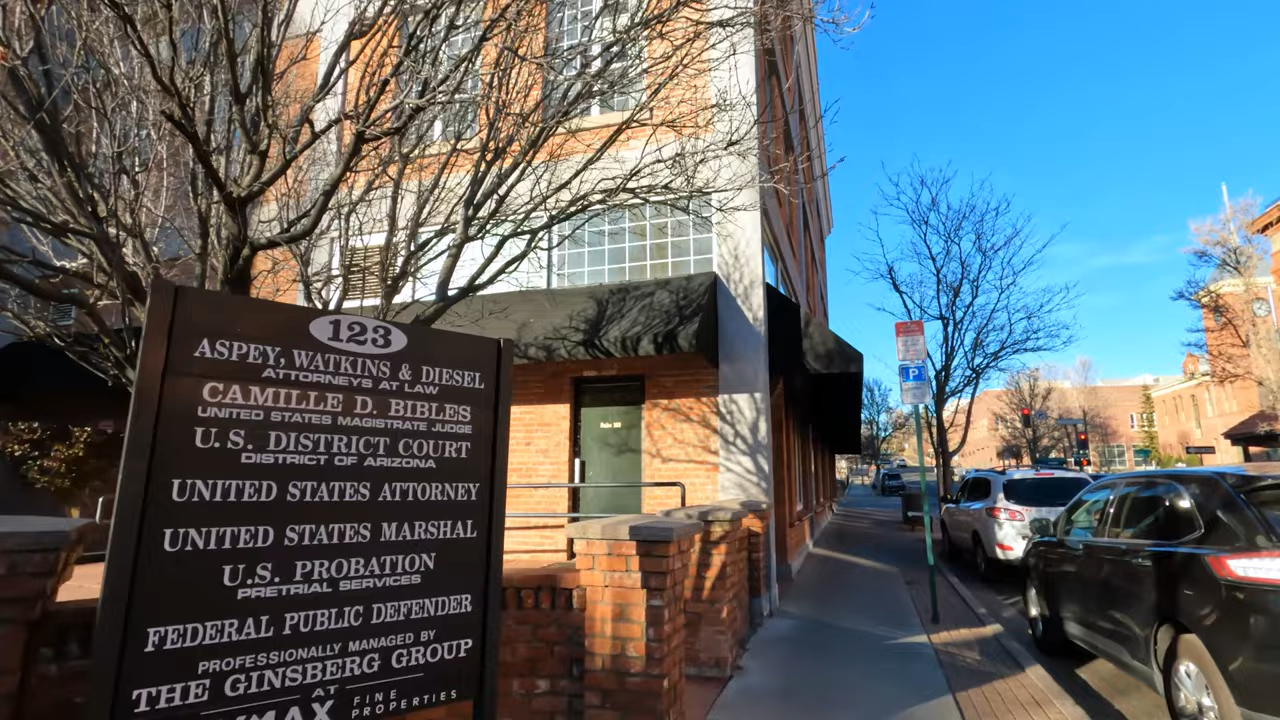 123
ASPEY, WATKINS & DIESEL
ATTORNEYS AT LAW
CAMILLE D. BIBLES
UNITED STATES MAGISTRATE JUDGE
U.S. DISTRICT COURT
DISTRICT OF ARIZONA
UNITED STATES ATTORNEY
UNITED STATES MARSHAL
U.S. PROBATION
PRETRIAL SERVICES
FEDERAL PUBLIC DEFENDER
PROFESSIONALLY MANAGED BY
THE GINSBERG GROUP
AT
FINE
PROPERTIES
P